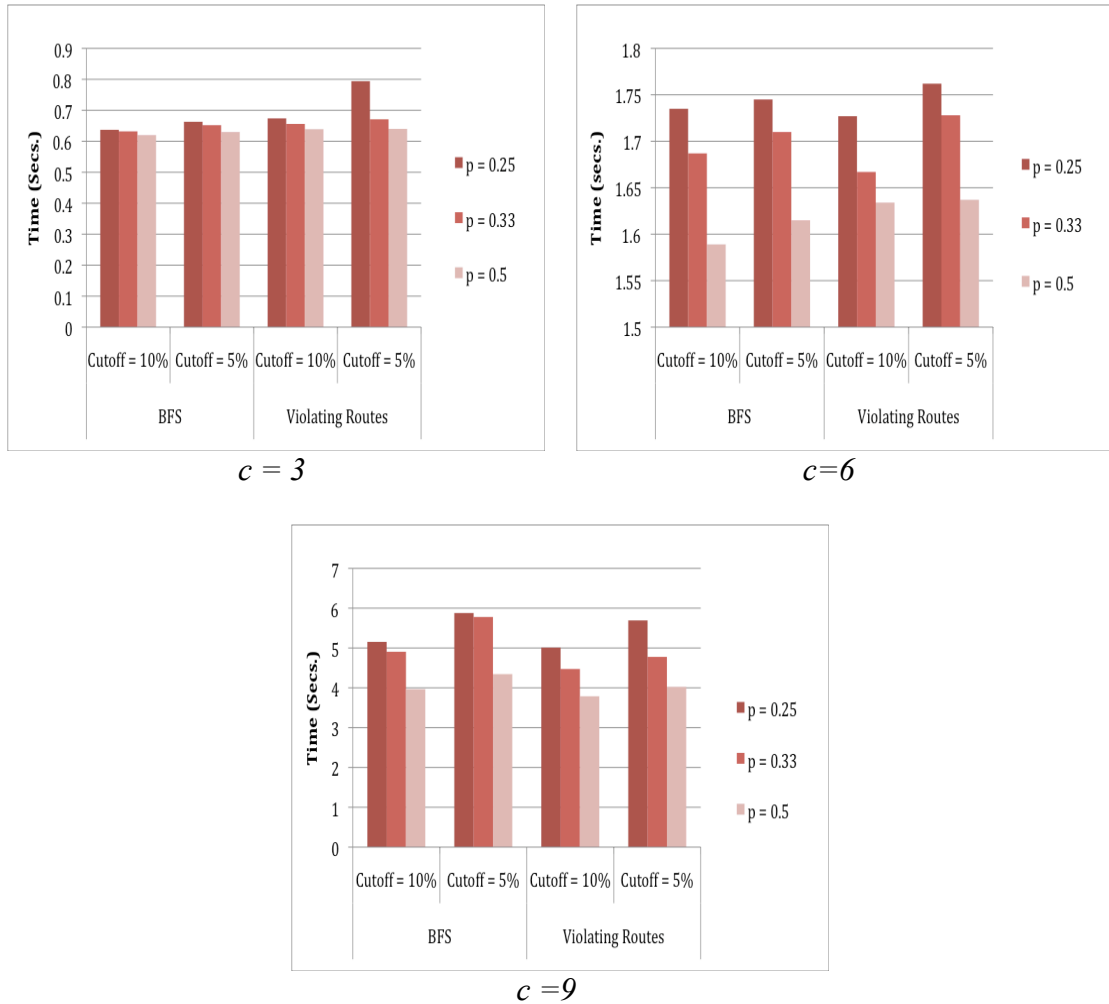 0.9
0.8
0.7
0.6
0.5
0.4
0.3
0.2
0.1
0
Time (Secs.)
Cutoff = 10% Cutoff = 5% Cutoff = 10% Cutoff = 5%
BFS Violating Routes
p = 0.25
p = 0.33
p = 0.5
c = 3
1.8
1.75
1.7
1.65
1.6
1.55
1.5
Time (secs.)
Cutoff = 10% Cutoff = 5% Cutoff = 10% Cutoff = 5%
BFS Violating Routes
p = 0.25
p = 0.33
p = 0.5
c=6
7
6
5
4
3
2
1
0
Time (Secs.)
Cutoff = 10% Cutoff = 5% Cutoff = 10% Cutoff = 5%
BFS Violating Routes
p = 0.25
p = 0.33
p = 0.5
c =9